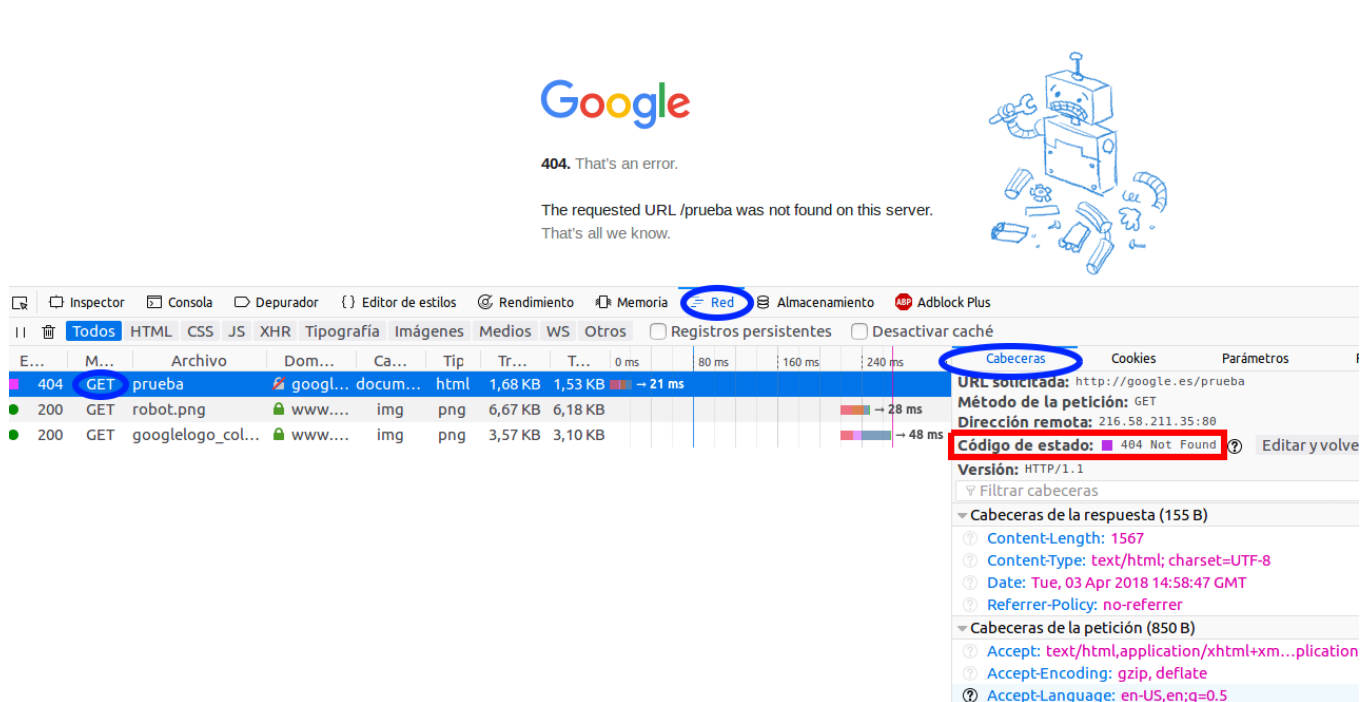 Google
404. That's an error.
The requested URL /prueba was not found on this server.
That's all we know.
Inspector Consola Depurador { } Editor de estilos Rendimiento Memoria Red Almacenamiento ABP Adblock Plus
Todos HTML CSS JS XHR Tipografía Imágenes Medios WS Otros Registros persistentes Desactivar caché
E... M... Archivo Dom... Ca... Tip Tr... T... 0 ms 80 ms 160 ms 240 ms
404 GET prueba googl... docum... html 1,68 KB 1,53 KB → 21 ms
200 GET robot.png www.... img png 6,67 KB 6,18 KB → 28 ms
200 GET googlelogo_col... www.... img png 3,57 KB 3,10 KB → 48 ms
Cabeceras Cookies Parámetros
URL solicitada: http://google.es/prueba
Método de la petición: GET
Dirección remota: 216.58.211.35:80
Código de estado: 404 Not Found ? Editar y volve
Versión: HTTP/1.1
Filtrar cabeceras
Cabeceras de la respuesta (155 B)
? Content-Length: 1567
? Content-Type: text/html; charset=UTF-8
? Date: Tue, 03 Apr 2018 14:58:47 GMT
? Referrer-Policy: no-referrer
Cabeceras de la petición (850 B)
? Accept: text/html,application/xhtml+xm...plication
? Accept-Encoding: gzip, deflate
? Accept-Language: en-US,en;q=0.5